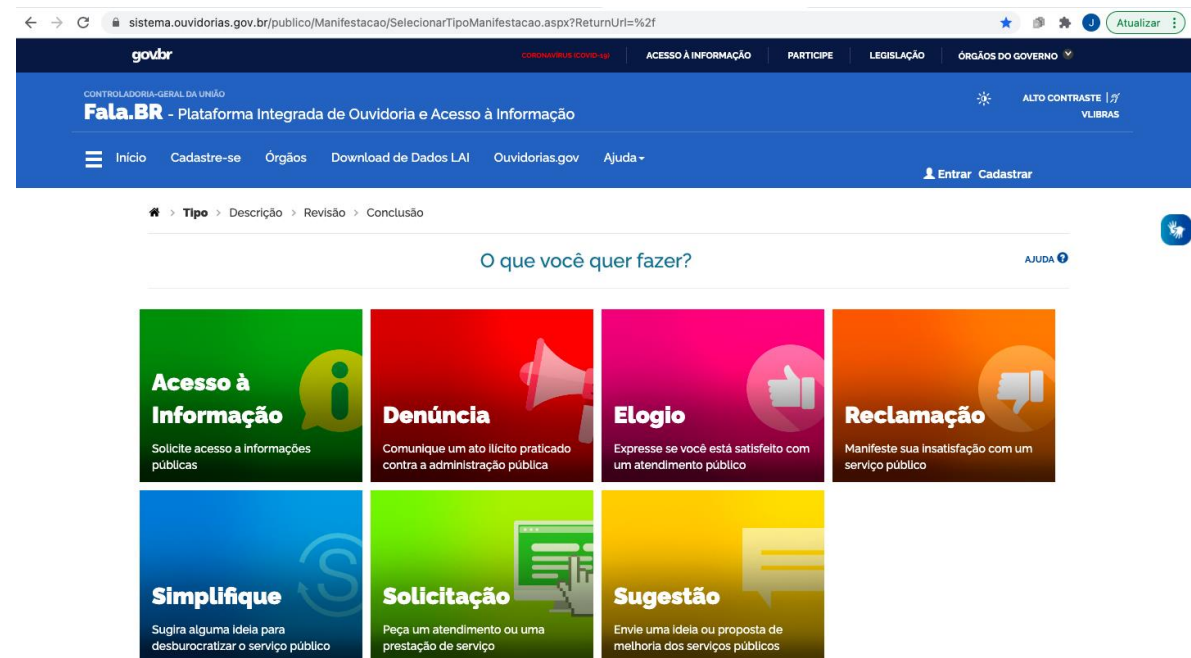 sistema.ouvidorias.gov.br/publico/Manifestacao/SelecionarTipoManifestacao.aspx?ReturnUrl=%2f
J
Atualizar
gov.br
CORONAVÍRUS (COVID-19)
ACESSO À INFORMAÇÃO
PARTICIPE
LEGISLAÇÃO
ÓRGÃOS DO GOVERNO
CONTROLADORIA-GERAL DA UNIÃO
Fala.BR - Plataforma Integrada de Ouvidoria e Acesso à Informação
ALTO CONTRASTE |
VLIBRAS
Início Cadastre-se Órgãos Download de Dados LAI Ouvidorias.gov Ajuda
Entrar Cadastrar
> Tipo > Descrição > Revisão > Conclusão
O que você quer fazer?
AJUDA ?
Acesso à
Informação
Solicite acesso a informações
públicas
Denúncia
Comunique um ato ilícito praticado
contra a administração pública
Elogio
Expresse se você está satisfeito com
um atendimento público
Reclamação
Manifeste sua insatisfação com um
serviço público
Simplifique
Sugira alguma ideia para
desburocratizar o serviço público
Solicitação
Peça um atendimento ou uma
prestação de serviço
Sugestão
Envie uma ideia ou proposta de
melhoria dos serviços públicos